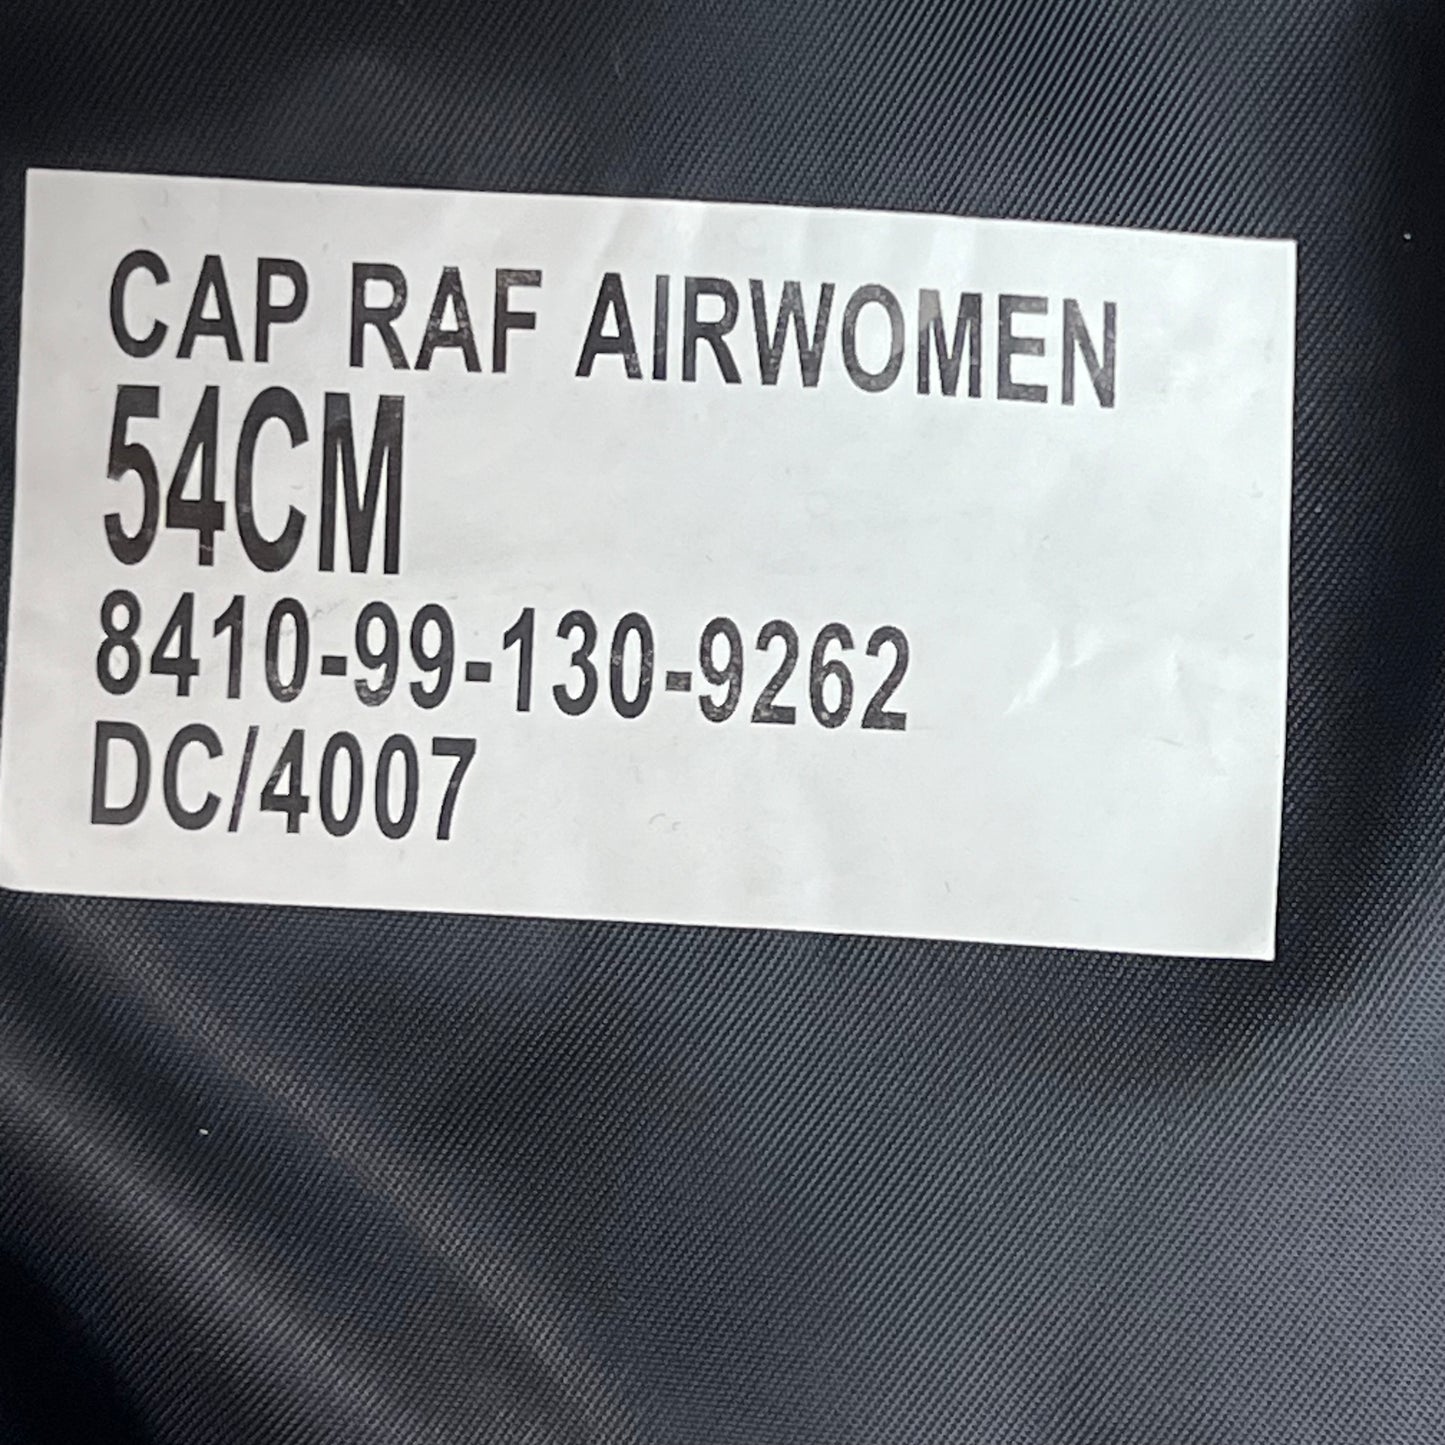 CAP RAF AIRWOMEN
54CM
8410-99-130-9262
DC/4007